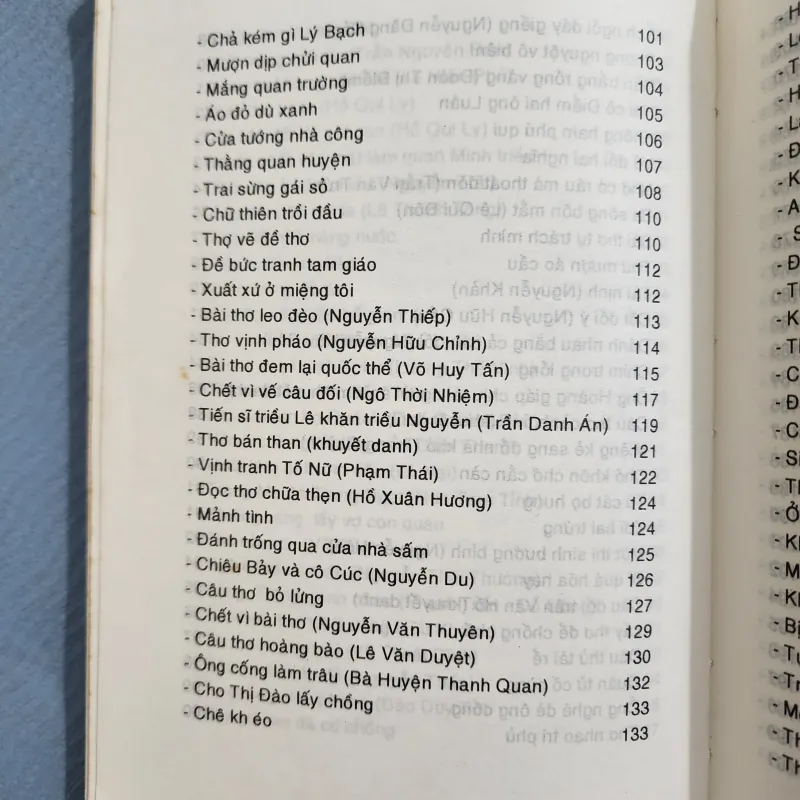 - Chả kém gì Lý Bạch 101
- Mượn dịp chửi quan 103
- Mắng quan trường 104
- Áo đỏ dù xanh 105
- Cửa tướng nhà công 106
- Thằng quan huyện 107
- Trai sừng gái sỏ 108
- Chữ thiên trồi đầu 110
- Thợ vẽ đề thơ 110
- Đề bức tranh tam giáo 112
- Xuất xứ ở miệng tôi 112
- Bài thơ leo đèo (Nguyễn Thiếp) 113
- Thơ vịnh pháo (Nguyễn Hữu Chỉnh) 114
- Bài thơ đem lại quốc thể (Võ Huy Tấn) 115
- Chết vì vế câu đối (Ngô Thời Nhiệm) 117
- Tiến sĩ triều Lê khăn triều Nguyễn (Trần Danh Án) 119
- Thơ bán than (khuyết danh) 121
- Vịnh tranh Tố Nữ (Phạm Thái) 122
- Đọc thơ chữa thẹn (Hồ Xuân Hương) 124
- Mảnh tình 124
- Đánh trống qua cửa nhà sấm 125
- Chiêu Bảy và cô Cúc (Nguyễn Du) 126
- Câu thơ bỏ lửng 127
- Chết vì bài thơ (Nguyễn Văn Thuyên) 129
- Câu thơ hoàng bào (Lê Văn Duyệt) 130
- Ông cống làm trâu (Bà Huyện Thanh Quan) 132
- Cho Thị Đào lấy chồng 133
- Chê kh éo 133